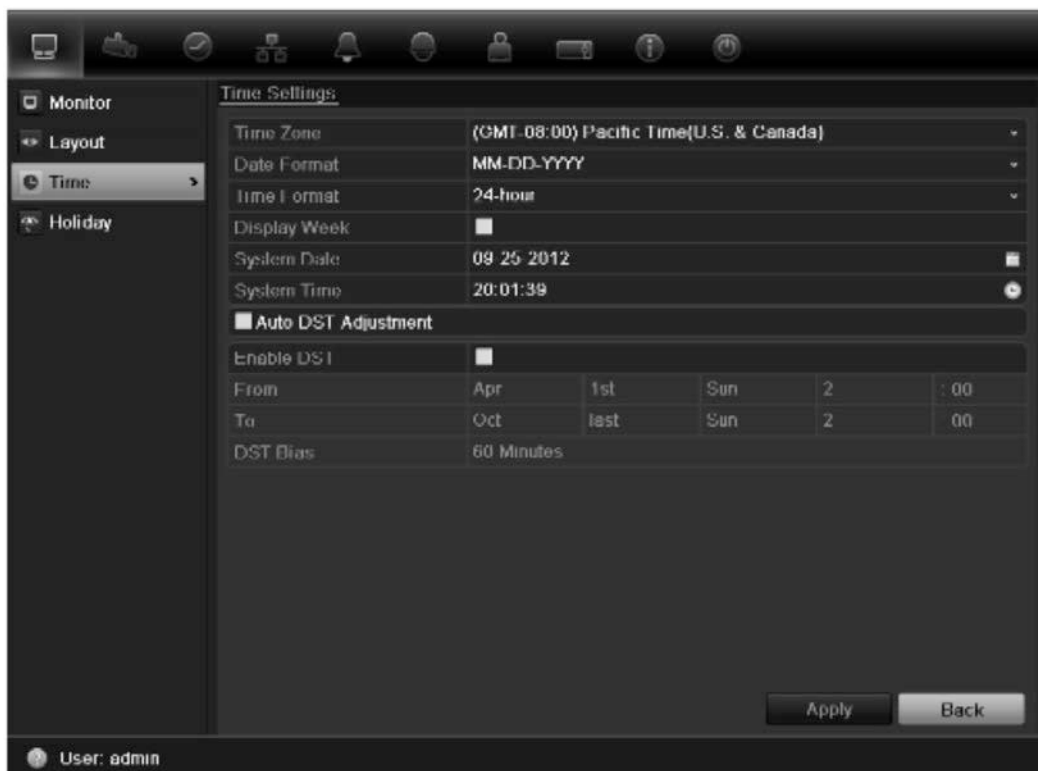 Monitor
Layout
Time
Holiday
Time Settings
Time Zone (GMT-08:00) Pacific Time(U.S. & Canada)
Date Format MM-DD-YYYY
Time Format 24-hour
Display Week
System Date 09-25-2012
System Time 20:01:39
Auto DST Adjustment
Enable DST
From Apr 1st Sun 2 : 00
To Oct last Sun 2 00
DST Bias 60 Minutes
Apply Back
User: admin